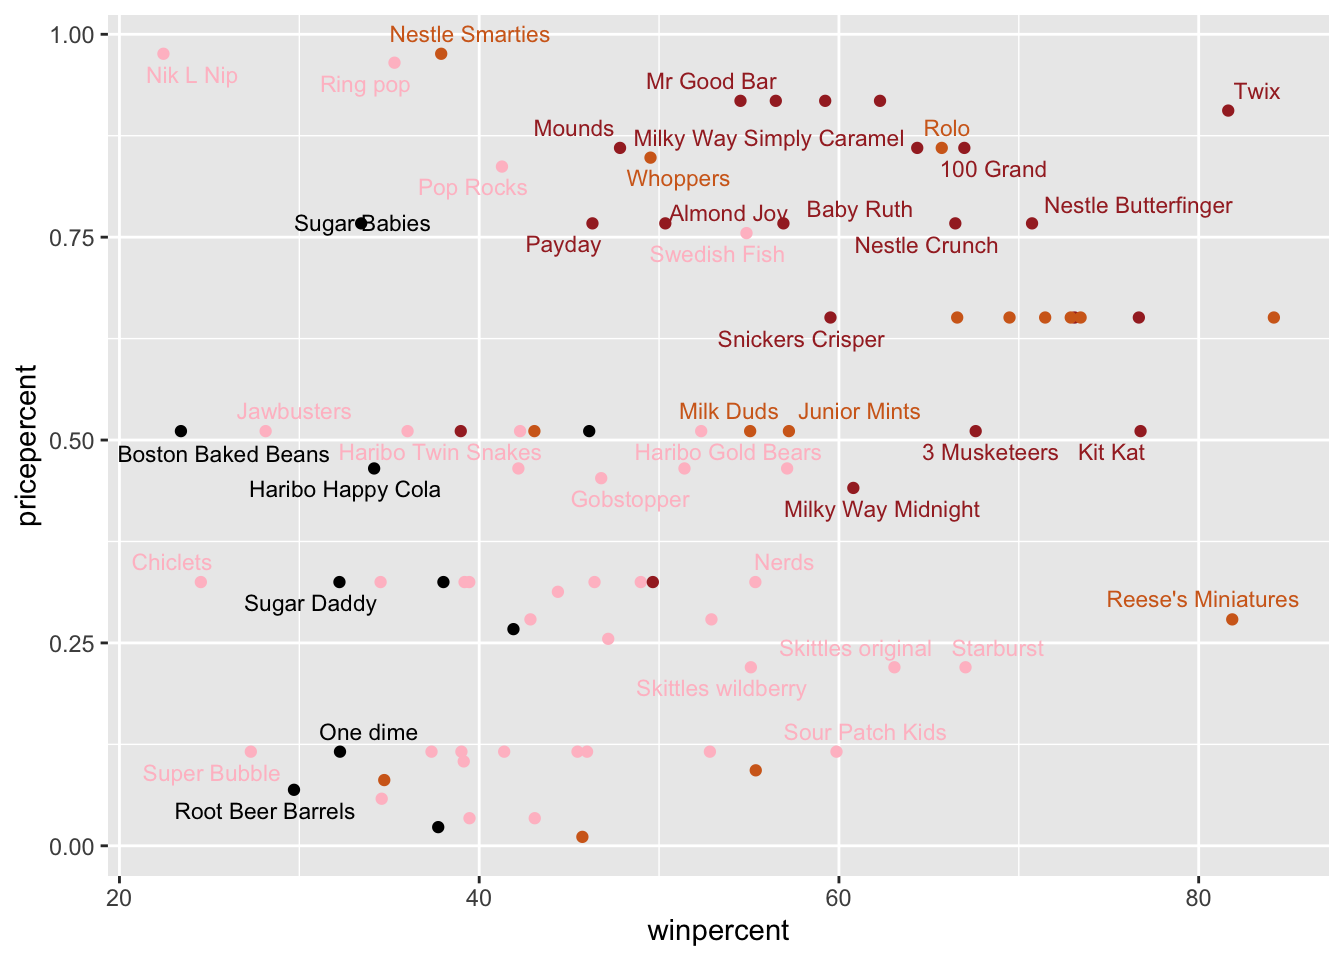 1.00
Nestle Smarties
Nik L Nip
Ring pop
Mr Good Bar
Twix
Mounds
Milky Way Simply Caramel
Rolo
100 Grand
Whoppers
Pop Rocks
Sugar Babies
Almond Joy
Baby Ruth
Nestle Butterfinger
0.75
Payday
Swedish Fish
Nestle Crunch
Snickers Crisper
pricepercent
Jawbusters
Milk Duds
Junior Mints
0.50
Boston Baked Beans
Haribo Twin Snakes
Haribo Gold Bears
3 Musketeers
Kit Kat
Haribo Happy Cola
Gobstopper
Milky Way Midnight
Chiclets
Nerds
Sugar Daddy
Reese's Miniatures
0.25
Skittles original
Starburst
Skittles wildberry
One dime
Sour Patch Kids
Super Bubble
Root Beer Barrels
0.00
20
40
60
80
winpercent